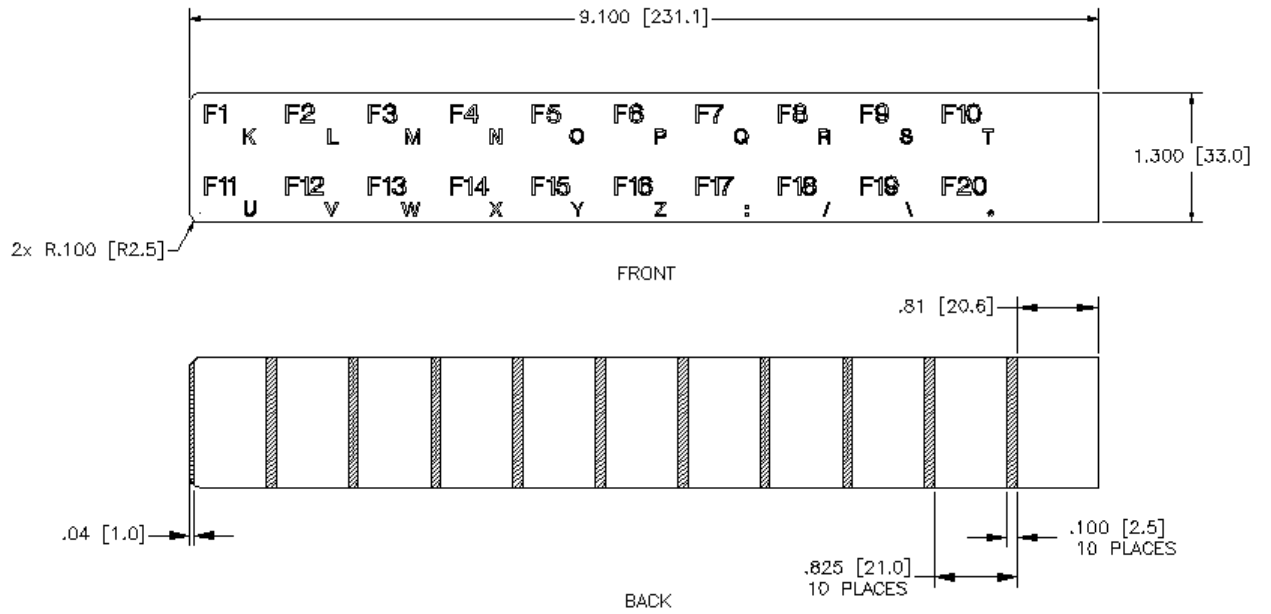 9.100 [231.1]
F1 F2 F3 F4 F5 F6 F7 F8 F9 F10
K L M N O P Q R S T
1.300 [33.0]
F11 F12 F13 F14 F15 F16 F17 F18 F19 F20
U V W X Y Z : / \ *
2x R.100 [R2.5]
FRONT
.81 [20.6]
.04 [1.0]
.100 [2.5]
10 PLACES
.825 [21.0]
10 PLACES
BACK